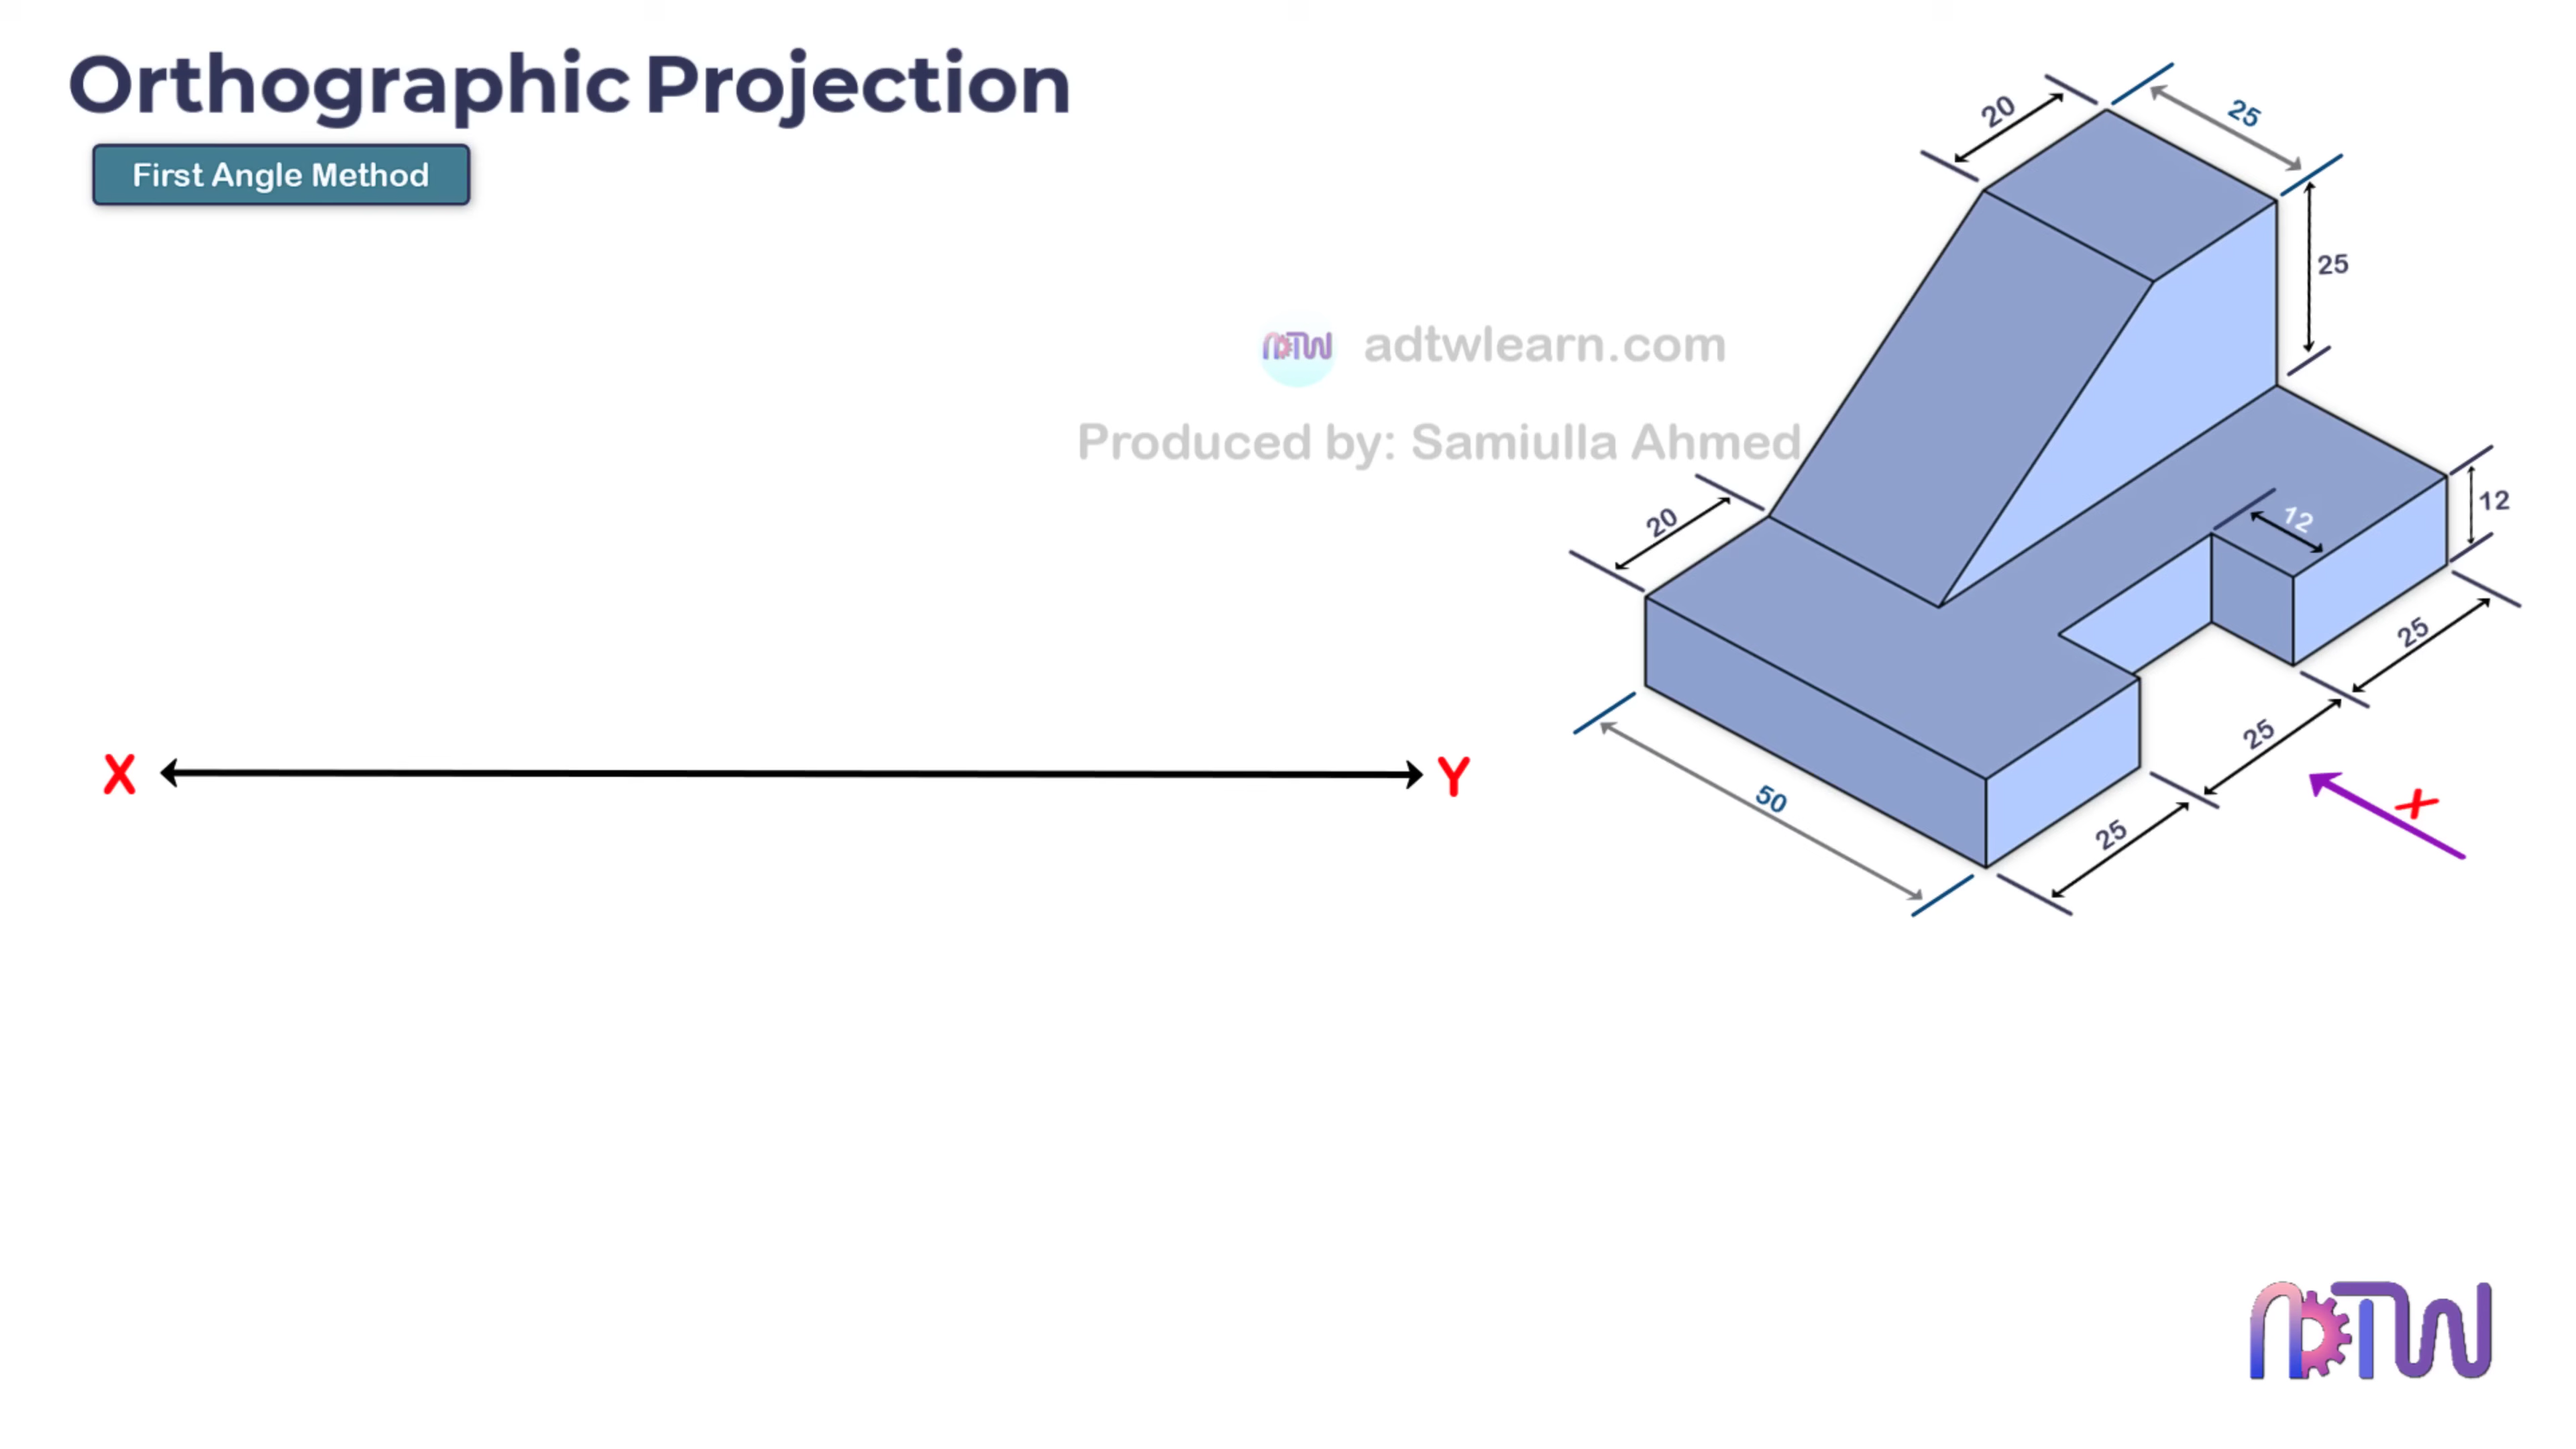 Orthographic Projection
First Angle Method
20
25
25
adtwlearn.com
Produced by: Samiulla Ahmed
20
12
12
25
25
25
50
X
X
Y
ADTW